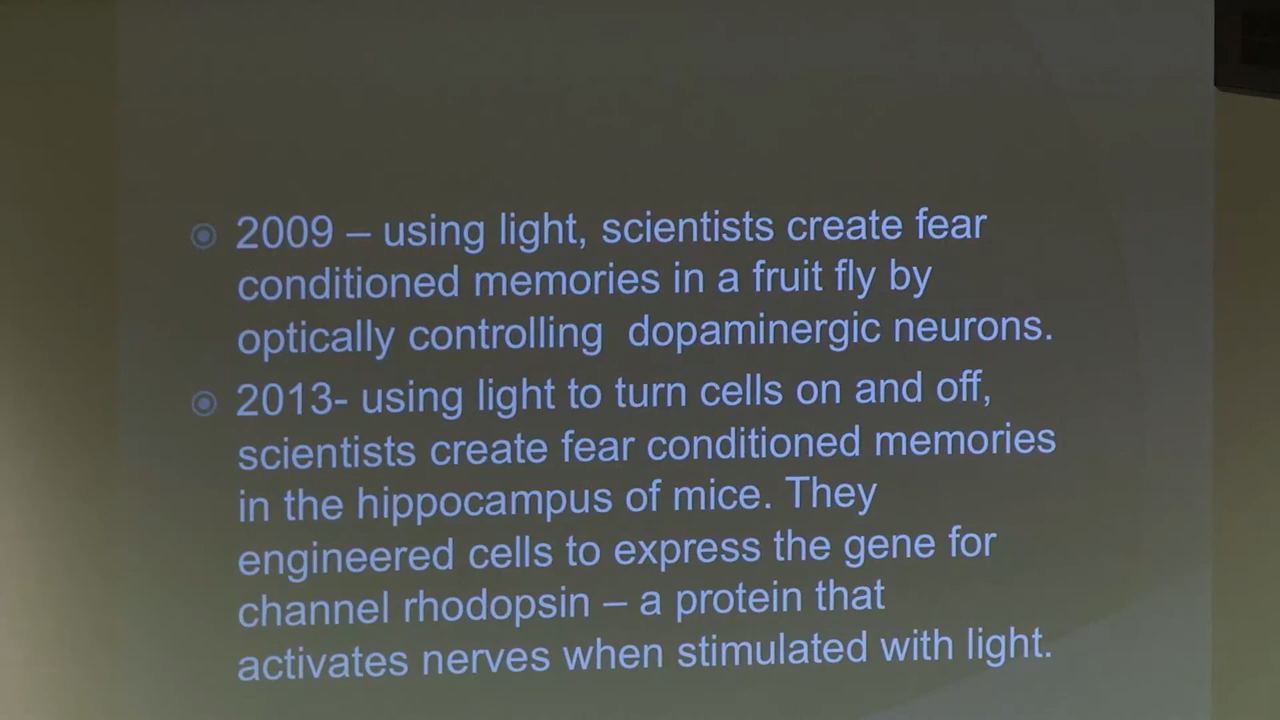 2009 – using light, scientists create fear
conditioned memories in a fruit fly by
optically controlling dopaminergic neurons.
2013- using light to turn cells on and off,
scientists create fear conditioned memories
in the hippocampus of mice. They
engineered cells to express the gene for
channel rhodopsin – a protein that
activates nerves when stimulated with light.